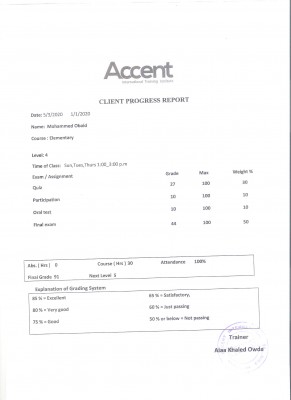 Accent
International Training Institute
CLIENT PROGRESS REPORT
Date: 5/3/2020 1/1/2020
Name: Mohammed Obaid
Course: Elementary
Level: 4
Time of Class: Sun,Tues,Thurs 1:00_3:00 p.m
Exam / Assignment Grade Max Weight %
Quiz 27 100 30
Participation 10 100 10
Oral test 10 100 10
Final exam 44 100 50
Abs. ( Hrs ) 0 Course ( Hrs ) 50 Attendance 100%
Final Grade 91 Next Level 5
Explanation of Grading System
85 % = Excellent 65 % = Satisfactory,
80 % = Very good 50 % = Just passing
75 % = Good 50 % or below = Not passing
Trainer
Alaa Khaled Owda